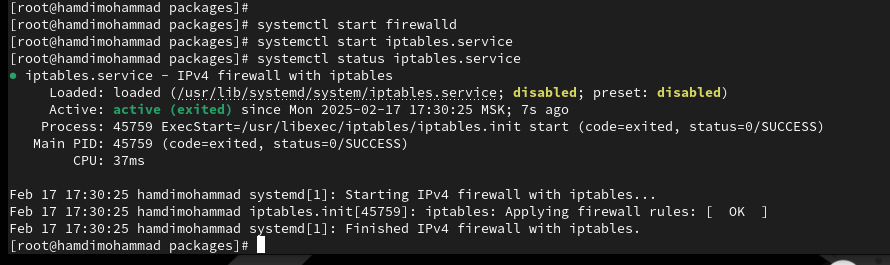 [root@hamdimohammad packages]#
[root@hamdimohammad packages]# systemctl start firewalld
[root@hamdimohammad packages]# systemctl start iptables.service
[root@hamdimohammad packages]# systemctl status iptables.service
● iptables.service - IPv4 firewall with iptables
     Loaded: loaded (/usr/lib/systemd/system/iptables.service; disabled; preset: disabled)
     Active: active (exited) since Mon 2025-02-17 17:30:25 MSK; 7s ago
    Process: 45759 ExecStart=/usr/libexec/iptables/iptables.init start (code=exited, status=0/SUCCESS)
   Main PID: 45759 (code=exited, status=0/SUCCESS)
        CPU: 37ms

Feb 17 17:30:25 hamdimohammad systemd[1]: Starting IPv4 firewall with iptables...
Feb 17 17:30:25 hamdimohammad iptables.init[45759]: iptables: Applying firewall rules: [  OK  ]
Feb 17 17:30:25 hamdimohammad systemd[1]: Finished IPv4 firewall with iptables.
[root@hamdimohammad packages]#